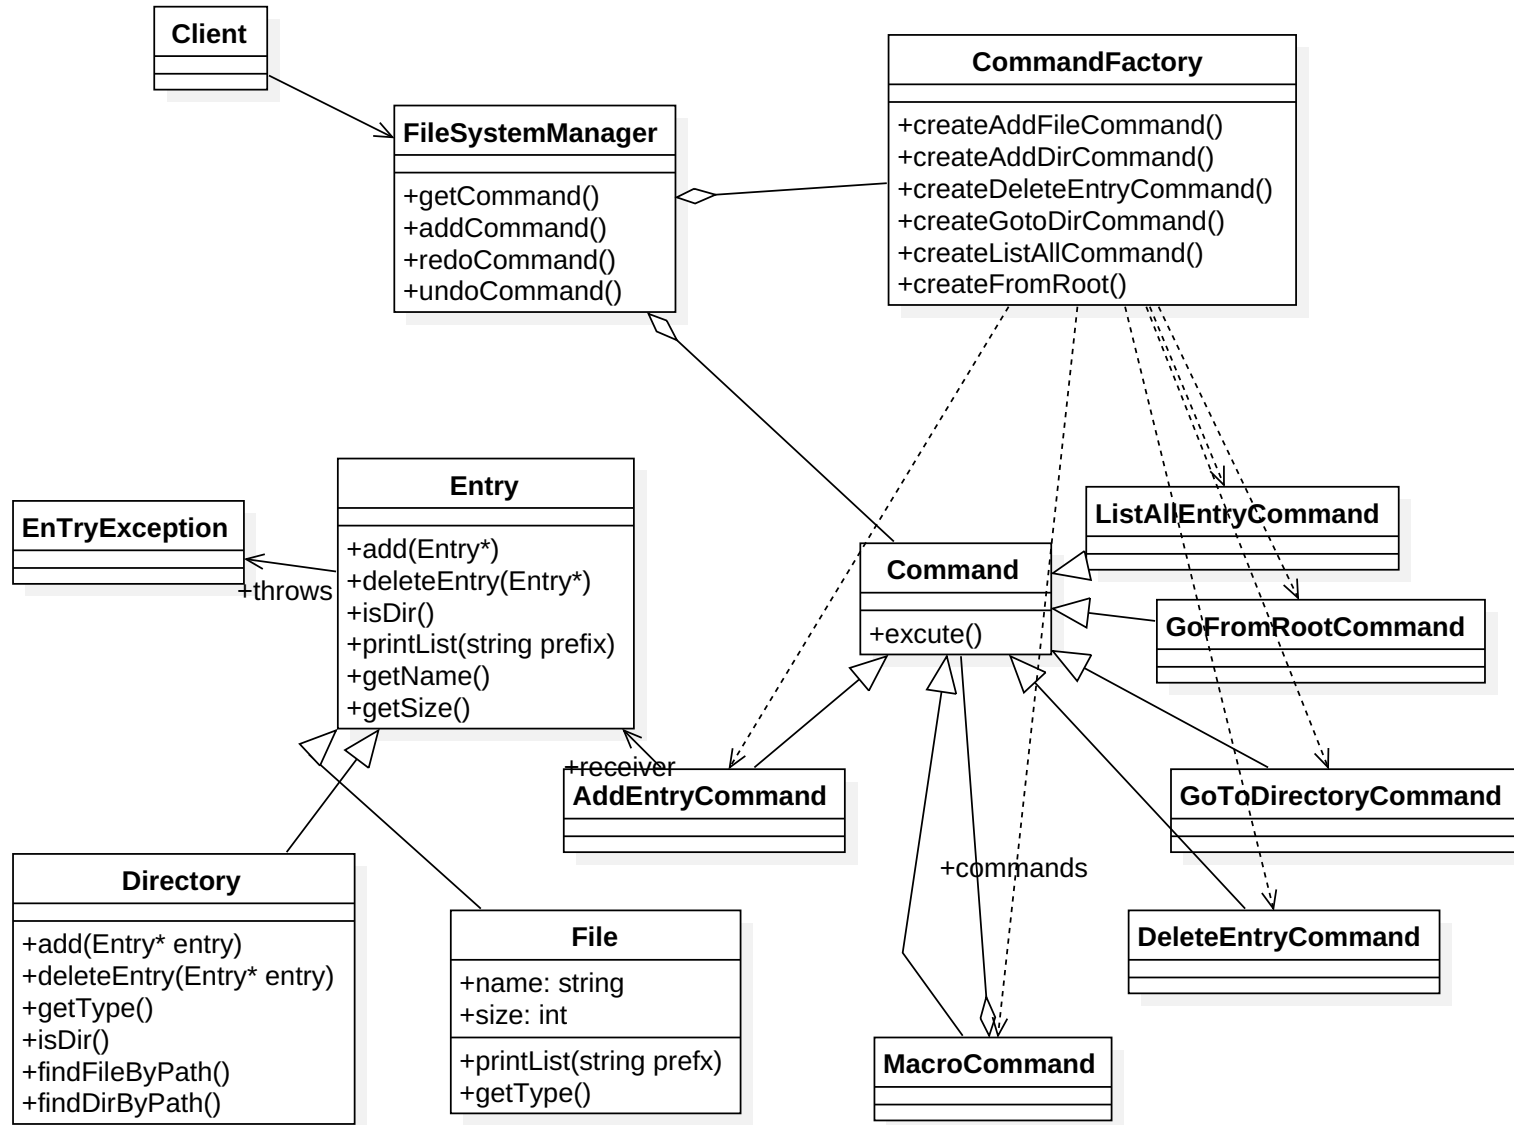 Client
FileSystemManager
+getCommand()
+addCommand()
+redoCommand()
+undoCommand()
CommandFactory
+createAddFileCommand()
+createAddDirCommand()
+createDeleteEntryCommand()
+createGotoDirCommand()
+createListAllCommand()
+createFromRoot()
EnTryException
+throws
Entry
+add(Entry*)
+deleteEntry(Entry*)
+isDir()
+printList(string prefix)
+getName()
+getSize()
Command
+excute()
ListAllEntryCommand
GoFromRootCommand
+receiver
AddEntryCommand
GoToDirectoryCommand
+commands
DeleteEntryCommand
MacroCommand
Directory
+add(Entry* entry)
+deleteEntry(Entry* entry)
+getType()
+isDir()
+findFileByPath()
+findDirByPath()
File
+name: string
+size: int
+printList(string prefx)
+getType()